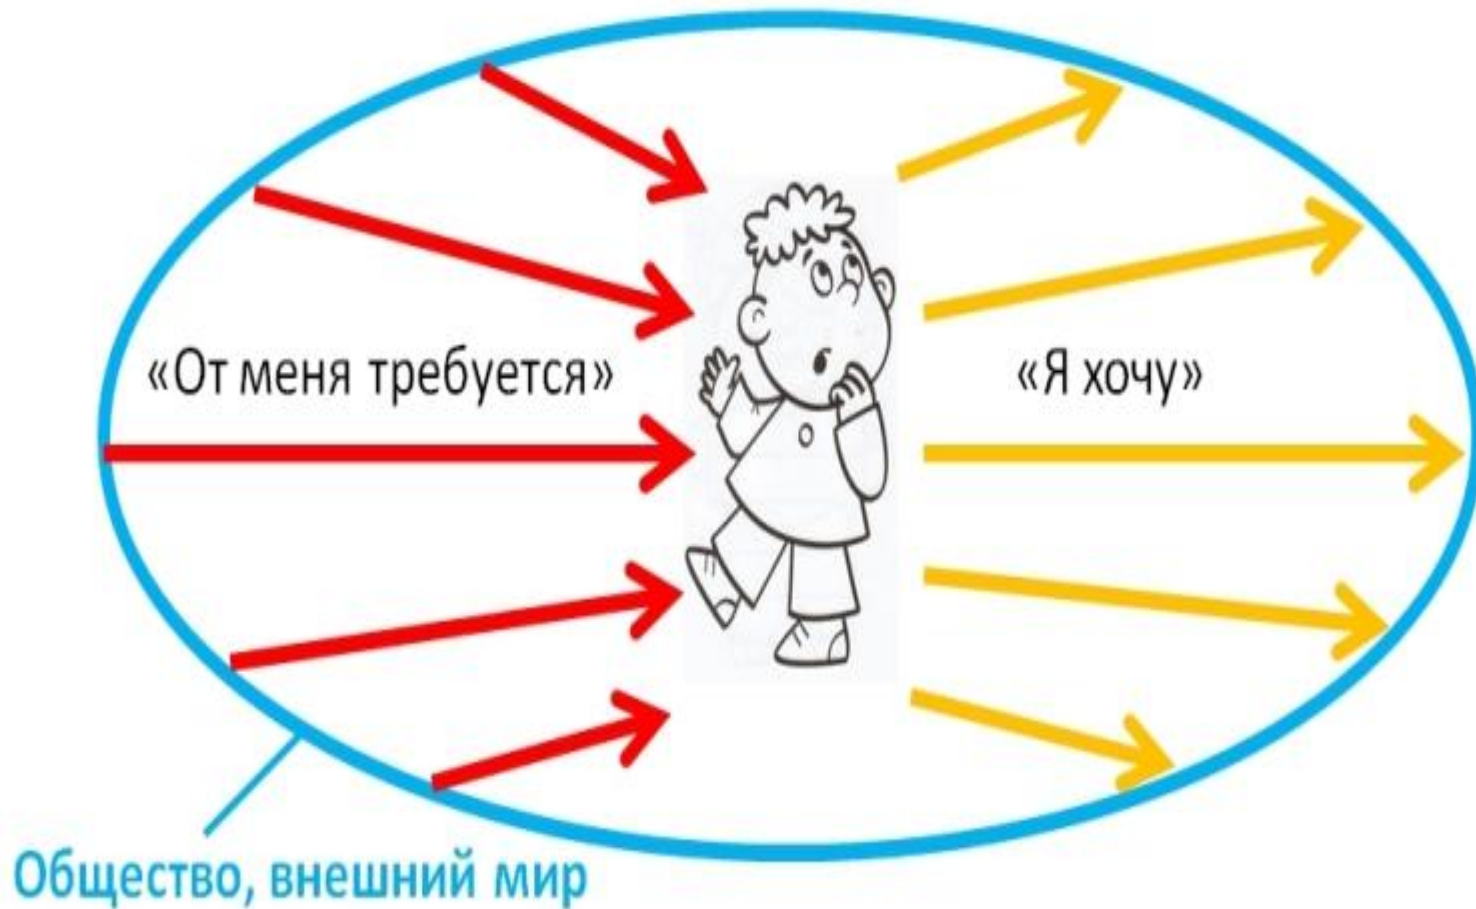 «От меня требуется»
«Я хочу»
Общество, внешний мир